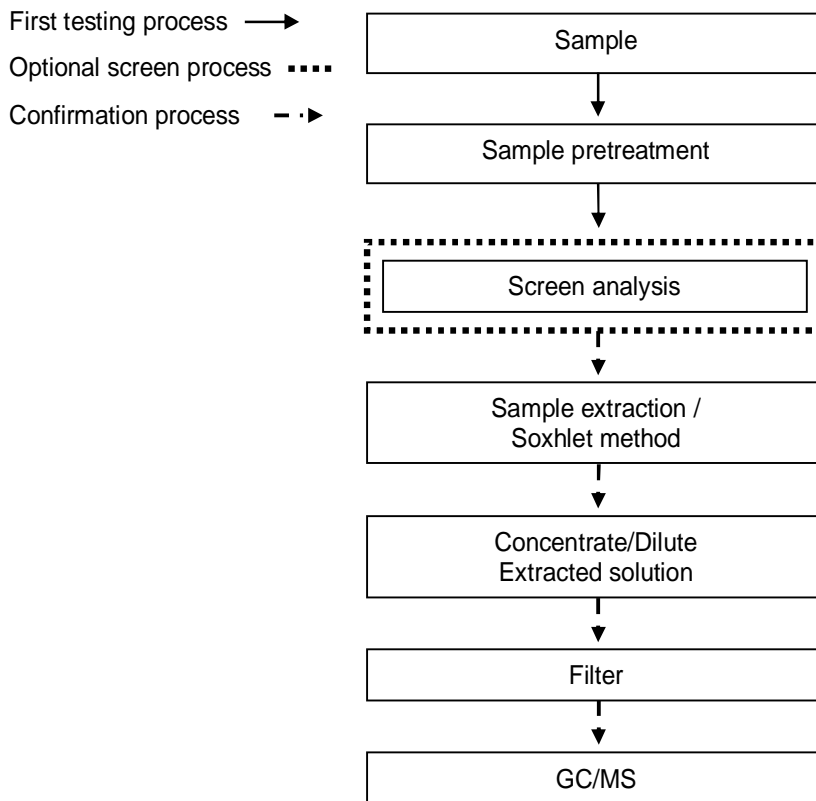 First testing process
Optional screen process
Confirmation process
Sample
Sample pretreatment
Screen analysis
Sample extraction /
Soxhlet method
Concentrate/Dilute
Extracted solution
Filter
GC/MS